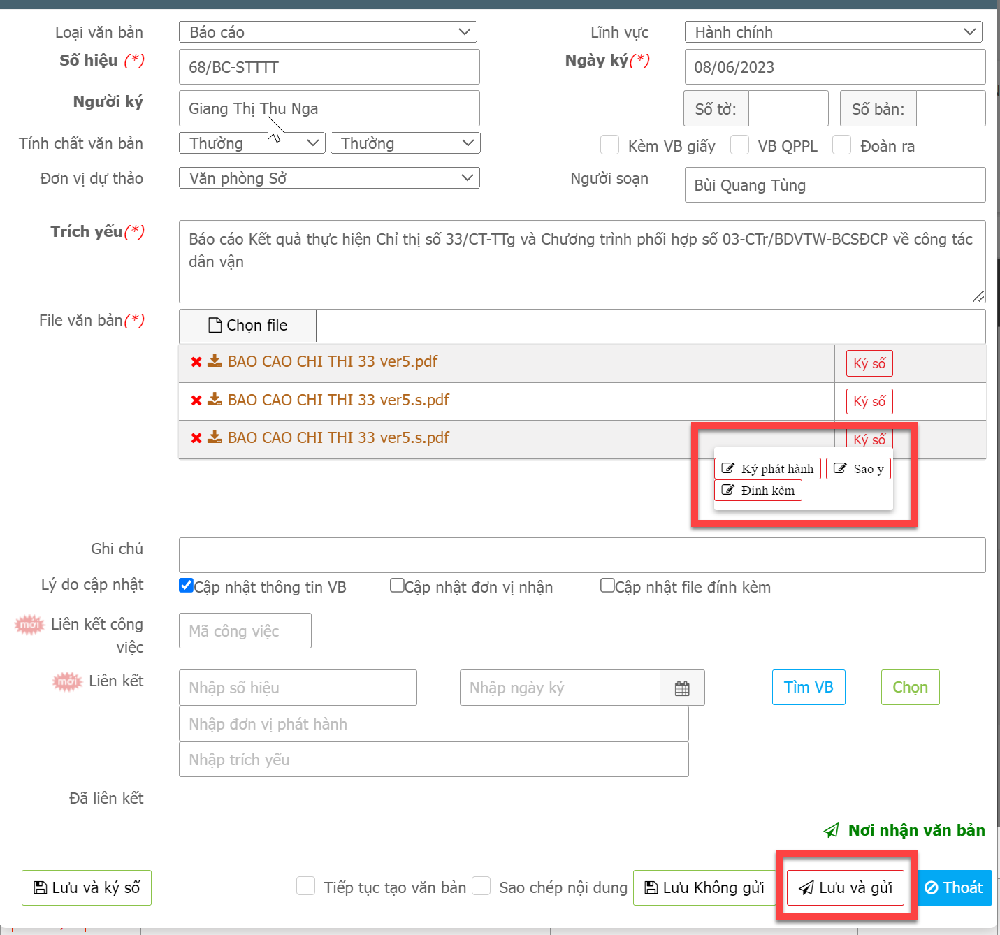 Loại văn bản Báo cáo Lĩnh vực Hành chính
Số hiệu (*) 68/BC-STTTT Ngày ký(*) 08/06/2023
Người ký Giang Thị Thu Nga Số tờ: Số bản:
Tính chất văn bản Thường Thường Kèm VB giấy VB QPPL Đoàn ra
Đơn vị dự thảo Văn phòng Sở Người soạn Bùi Quang Tùng
Trích yếu(*) Báo cáo Kết quả thực hiện Chỉ thị số 33/CT-TTg và Chương trình phối hợp số 03-CTr/BDVTW-BCSĐCP về công tác
dân vận
File văn bản(*) Chọn file
BAO CAO CHI THI 33 ver5.pdf Ký số
BAO CAO CHI THI 33 ver5.s.pdf Ký số
BAO CAO CHI THI 33 ver5.s.pdf Ký số
Ký phát hành Sao y
Đính kèm
Ghi chú
Lý do cập nhật Cập nhật thông tin VB Cập nhật đơn vị nhận Cập nhật file đính kèm
mới Liên kết công Mã công việc
việc
mới Liên kết Nhập số hiệu Nhập ngày ký Tìm VB Chọn
Nhập đơn vị phát hành
Nhập trích yếu
Đã liên kết
Nơi nhận văn bản
Lưu và ký số Tiếp tục tạo văn bản Sao chép nội dung Lưu Không gửi Lưu và gửi Thoát